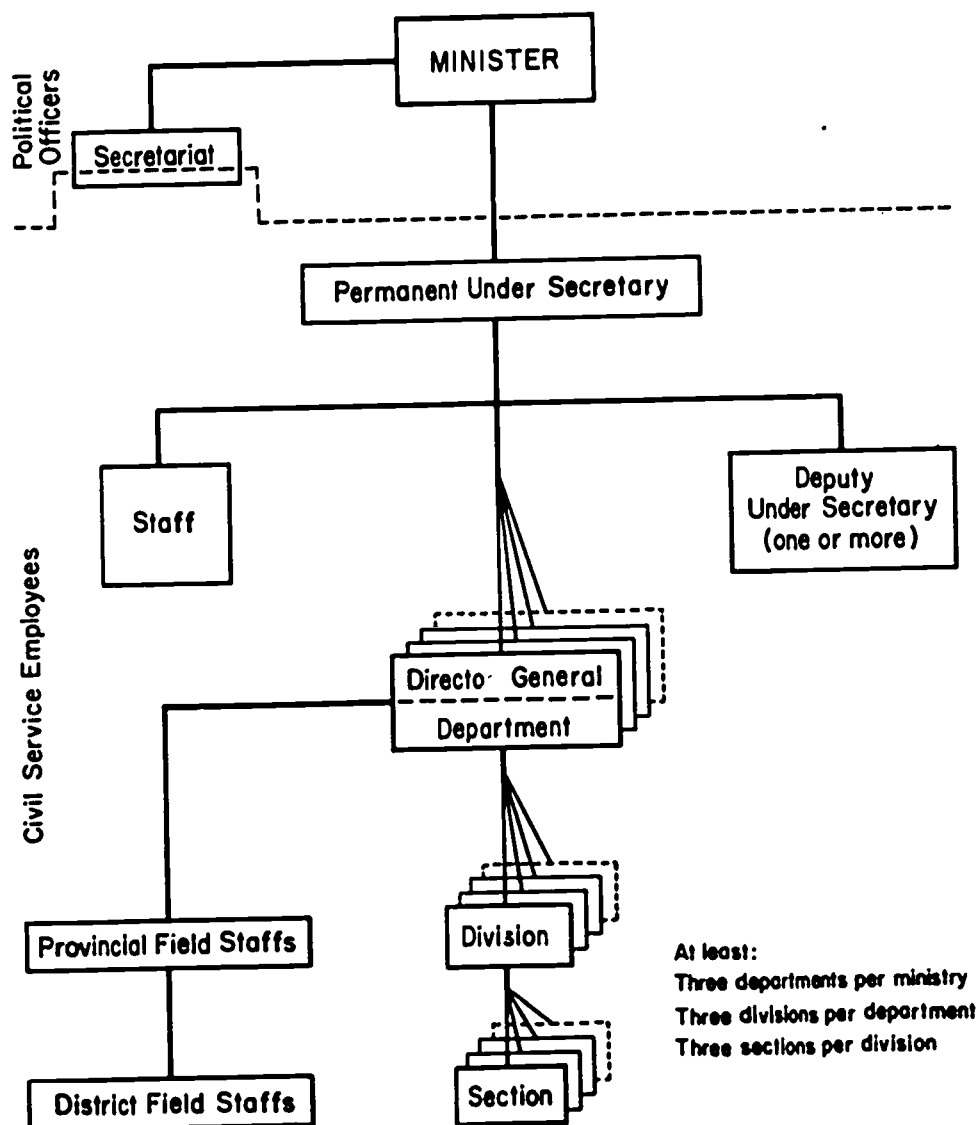 MINISTER
Political
Officers
Secretariat
Permanent Under Secretary
Staff
Deputy
Under Secretary
(one or more)
Civil Service Employees
Directo General
Department
Provincial Field Staffs
Division
At least:
Three departments per ministry
Three divisions per department
Three sections per division
District Field Staffs
Section